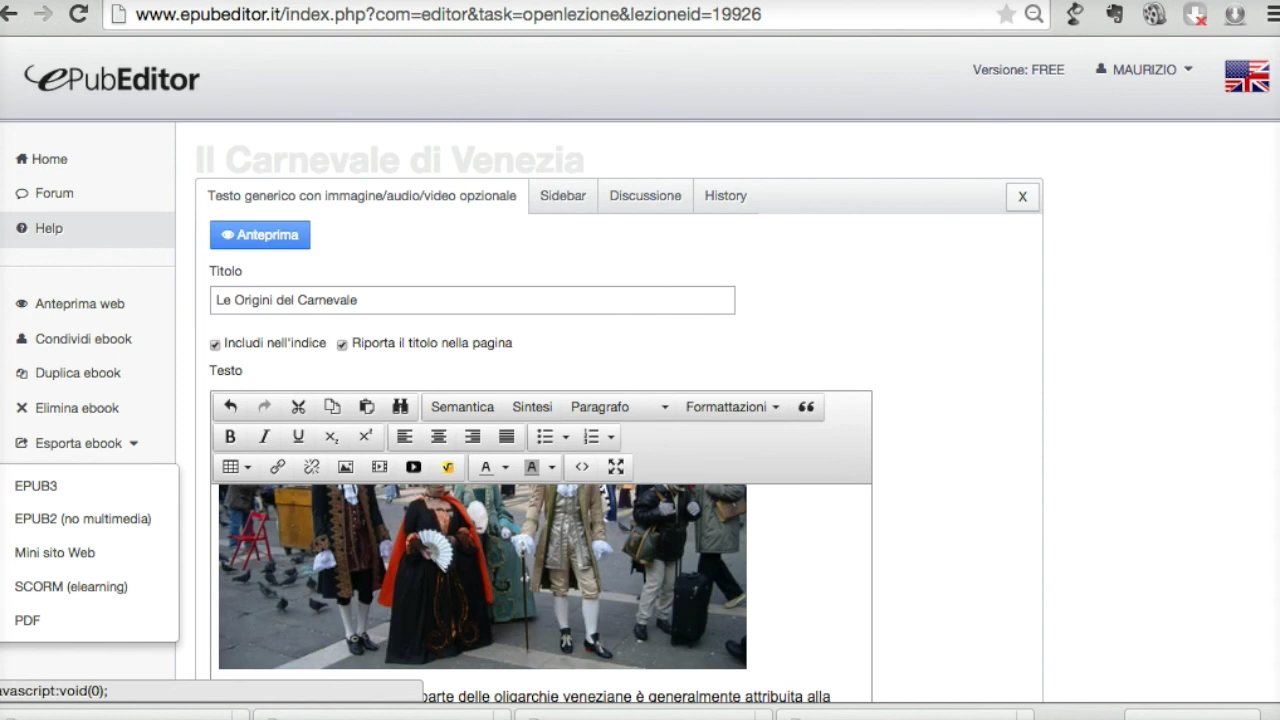 www.epubeditor.it/index.php?com=editor&task=openlezione&lezioneid=19926
ePubEditor
Versione: FREE
MAURIZIO
Home
Forum
Help
Anteprima web
Condividi ebook
Duplica ebook
Elimina ebook
Esporta ebook
EPUB3
EPUB2 (no multimedia)
Mini sito Web
SCORM (elearning)
PDF
Il Carnevale di Venezia
Testo generico con immagine/audio/video opzionale
Sidebar
Discussione
History
X
Anteprima
Titolo
Le Origini del Carnevale
Includi nell'indice
Riporta il titolo nella pagina
Testo
Semantica
Sintesi
Paragrafo
Formattazioni
B I U x₂ x²
A A
parte delle oligarchie veneziane è generalmente attribuita alla
avascript:void(0);